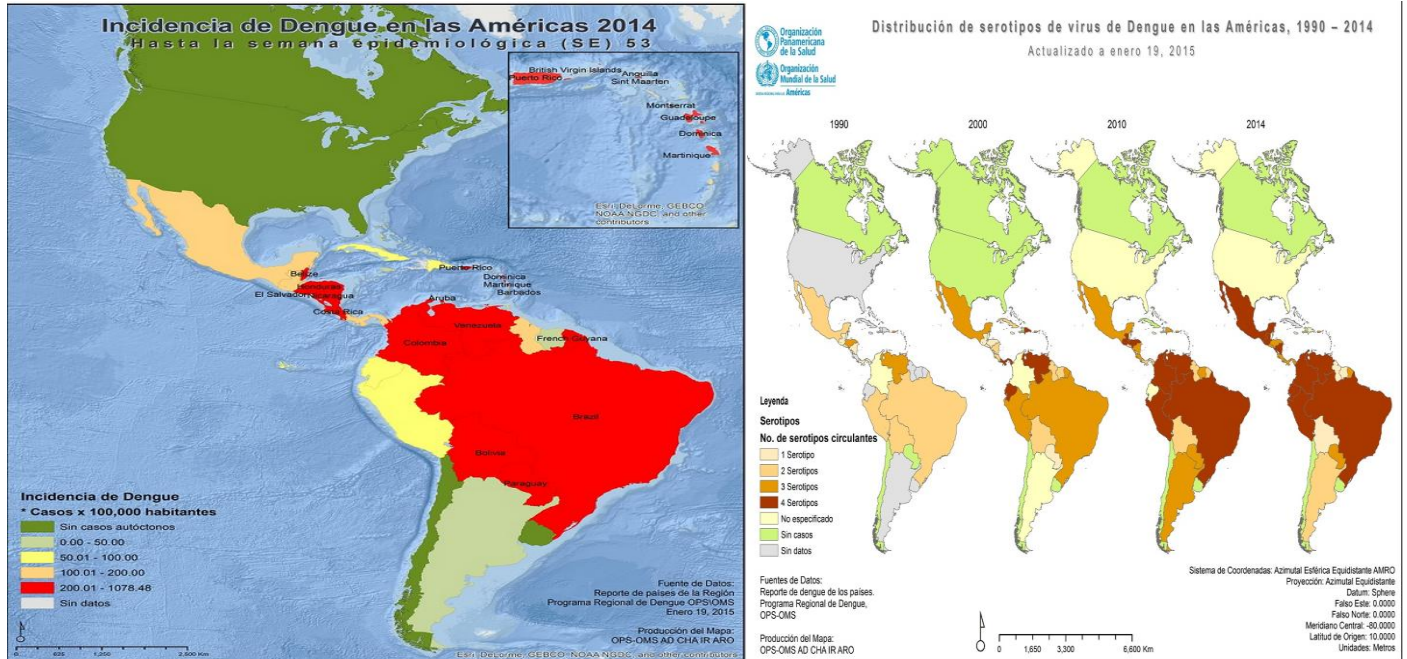 Incidencia de Dengue en las Américas 2014
Hasta la semana epidemiológica (SE) 53
British Virgin Islands
Puerto Rico
Anguilla
Sint Maarten
Montserrat
Guadeloupe
Dominica
Martinique
Esri, DeLorme, GEBCO,
NOAA NGDC, and other
contributors
Belize
Honduras
El Salvador
Nicaragua
Costa Rica
Puerto Rico
Dominica
Martinique
Barbados
Aruba
Venezuela
Colombia
French Guyana
Brazil
Bolivia
Paraguay
Incidencia de Dengue
* Casos x 100,000 habitantes
Sin casos autóctonos
0.00 - 50.00
50.01 - 100.00
100.01 - 200.00
200.01 - 1078.48
Sin datos
0 625 1,250 2,500 Km
Fuente de Datos:
Reporte de países de la Región
Programa Regional de Dengue OPS\OMS
Enero 19, 2015
Producción del Mapa:
OPS-OMS AD CHA IR ARO
Esri, DeLorme, GEBCO, NOAA NGDC, and other contributors
Organización
Panamericana
de la Salud
Organización
Mundial de la Salud
Américas
Distribución de serotipos de virus de Dengue en las Américas, 1990 – 2014
Actualizado a enero 19, 2015
1990
2000
2010
2014
Leyenda
Serotipos
No. de serotipos circulantes
1 Serotipo
2 Serotipos
3 Serotipos
4 Serotipos
No especificado
Sin casos
Sin datos
Fuentes de Datos:
Reporte de dengue de los países.
Programa Regional de Dengue,
OPS-OMS
Producción del Mapa:
OPS-OMS AD CHA IR ARO
0 1,650 3,300 6,600 Km
Sistema de Coordenadas: Azimutal Esférica Equidistante AMRO
Proyección: Azimutal Equidistante
Datum: Sphere
Falso Este: 0.0000
Falso Norte: 0.0000
Meridiano Central: -80.0000
Latitud de Origen: 10.0000
Unidades: Metros